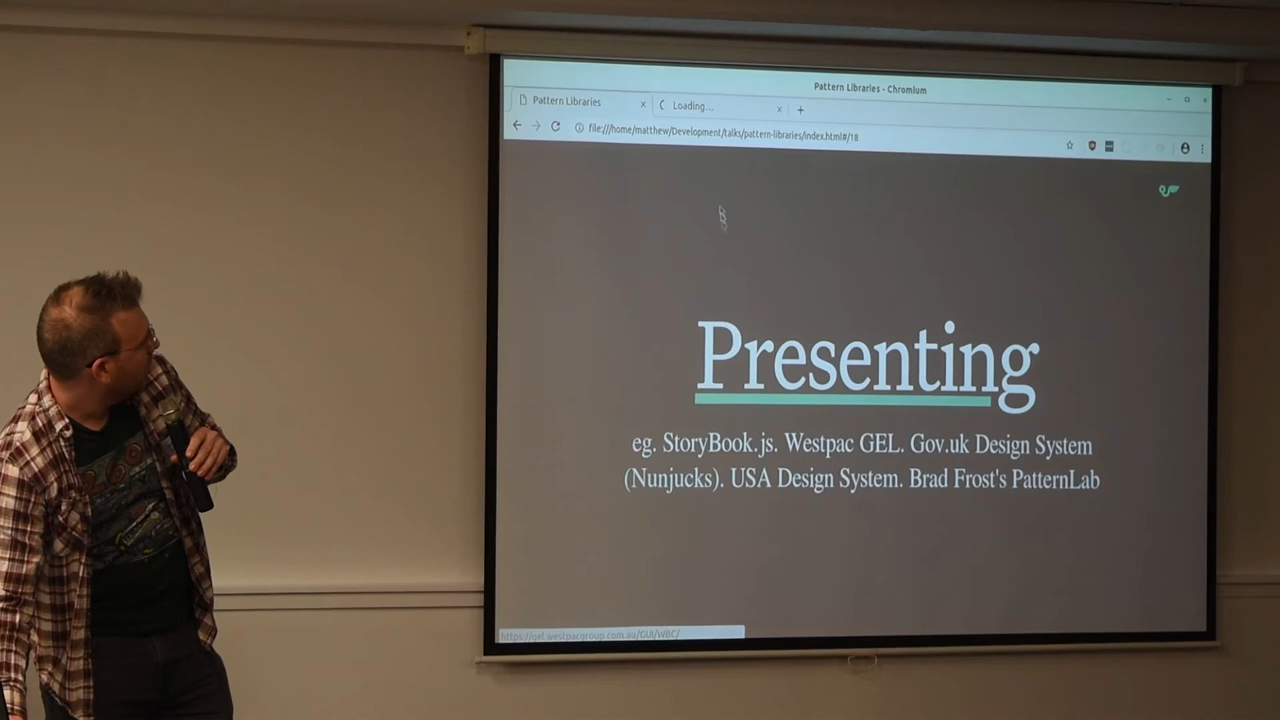 Pattern Libraries - Chromium
Pattern Libraries
Loading...
file:///home/matthew/Development/talks/pattern-libraries/index.html#/18
Presenting
eg. StoryBook.js. Westpac GEL. Gov.uk Design System
(Nunjucks). USA Design System. Brad Frost's PatternLab
https://gel.westpacgroup.com.au/GUI/WBC/